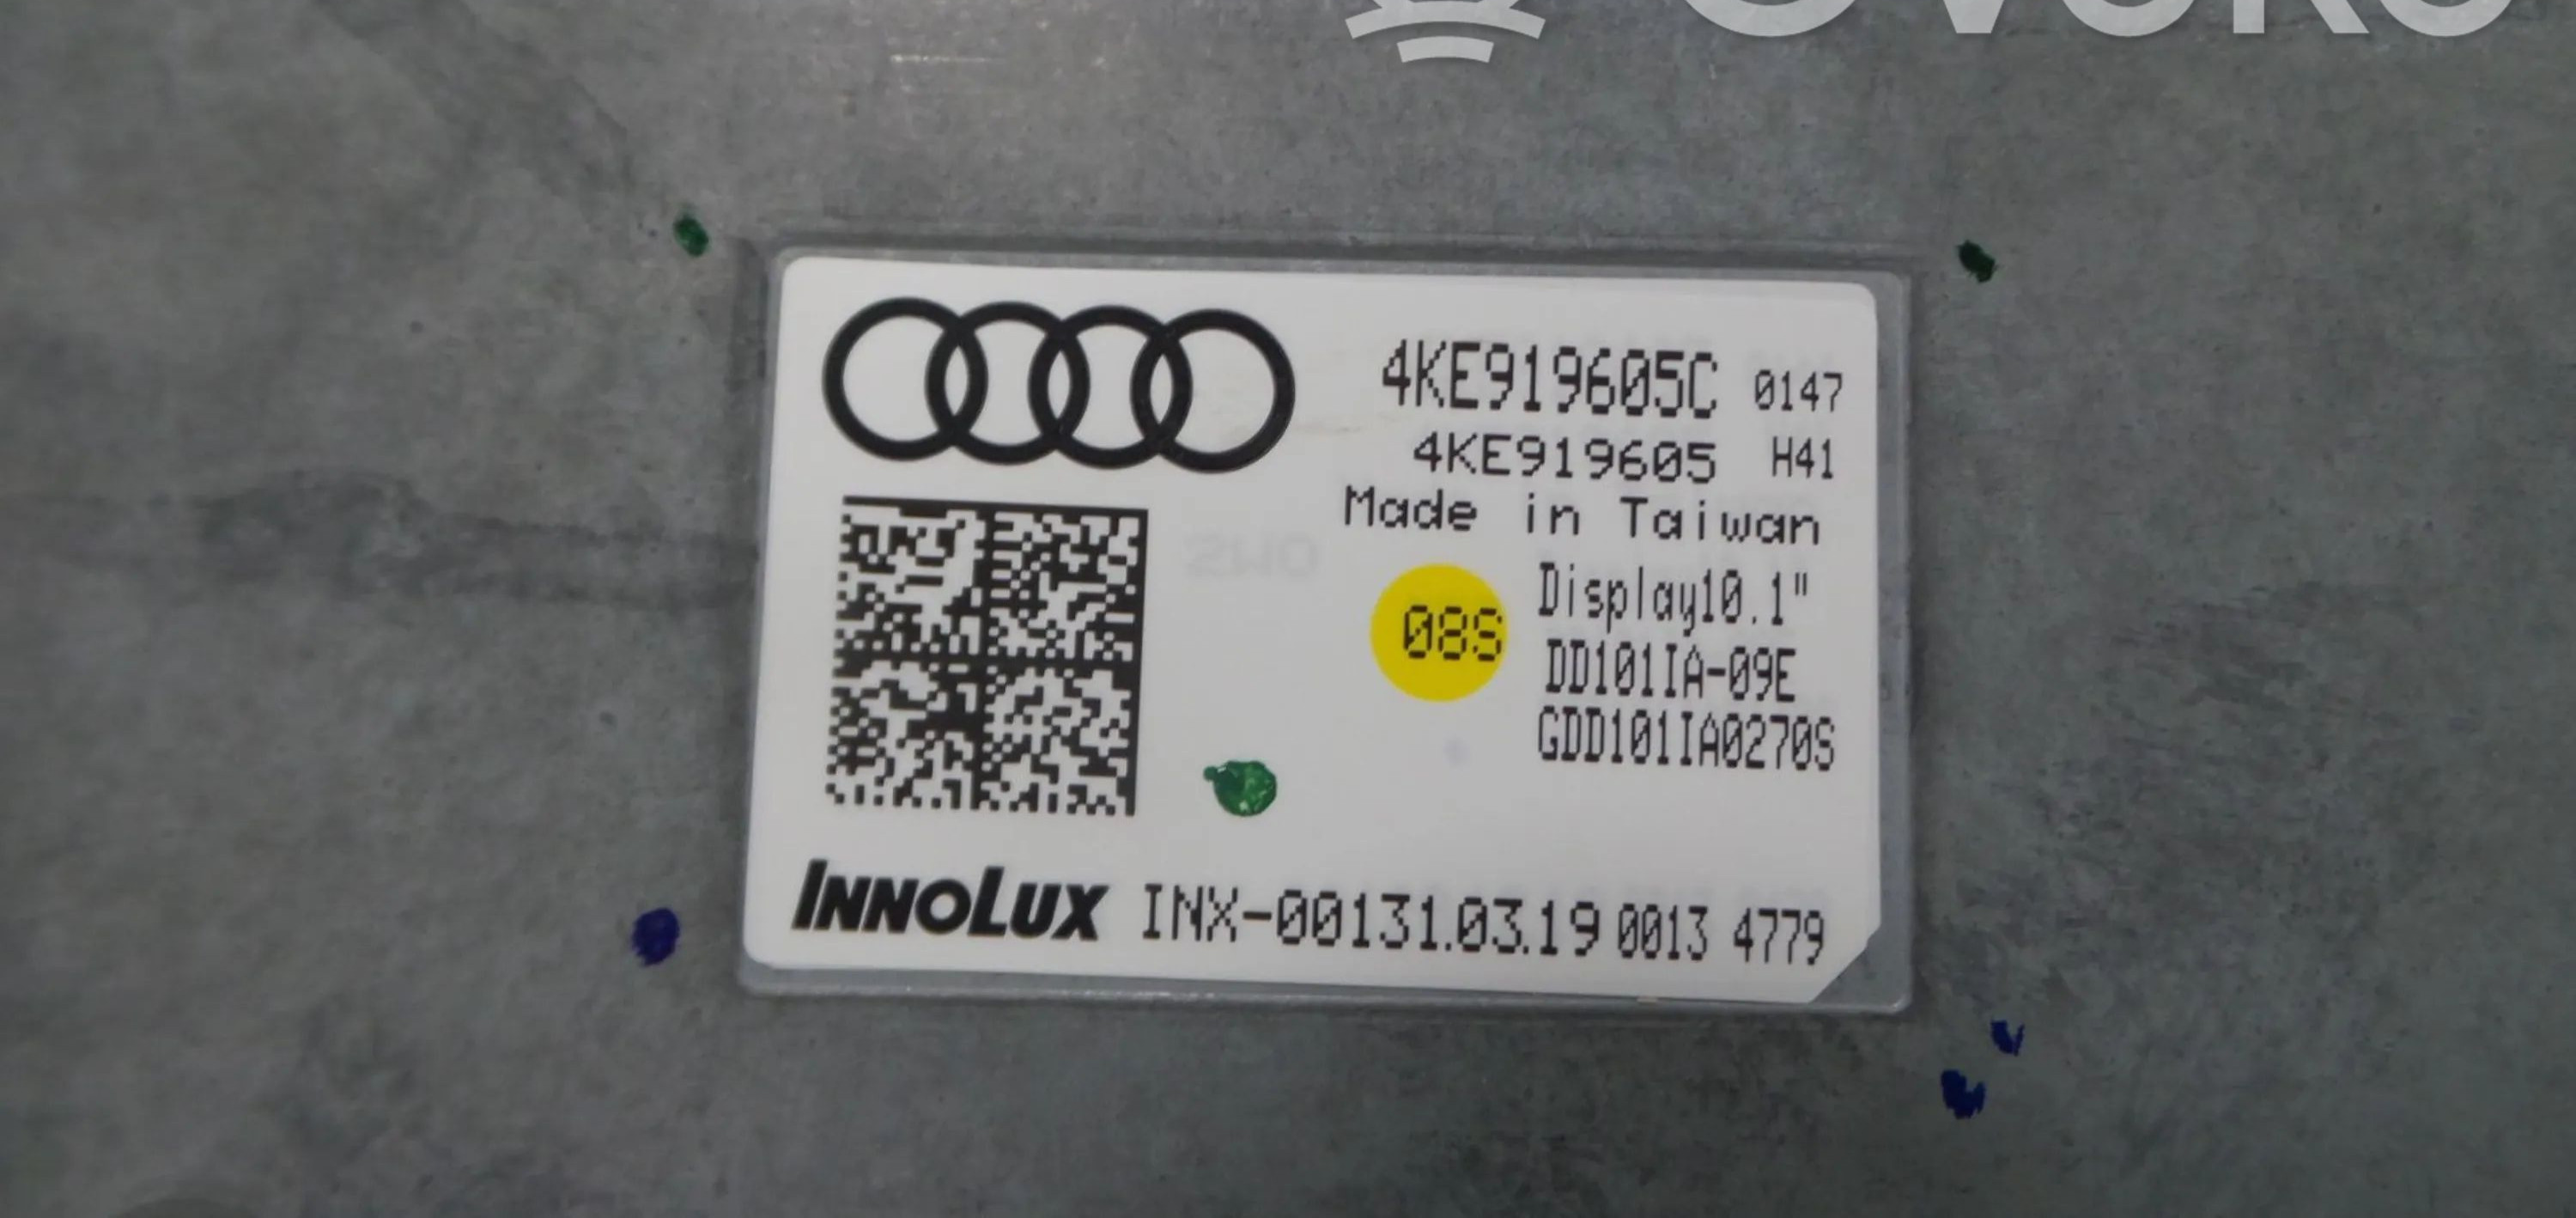 4KE919605C 0147
4KE919605 H41
Made in Taiwan
08S
Display10.1"
DD101IA-09E
GDD101IA0270S
INNOLUX INX-00131.03.19 0013 4779